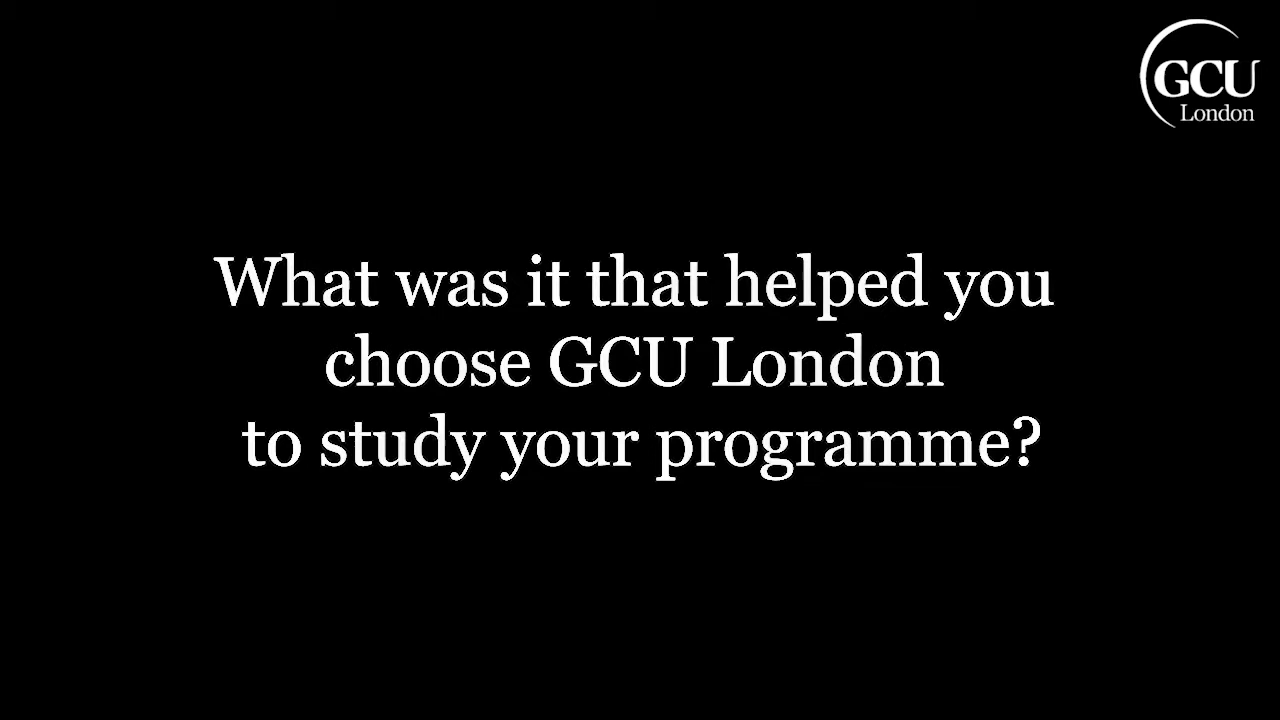 GCU
London
What was it that helped you
choose GCU London
to study your programme?